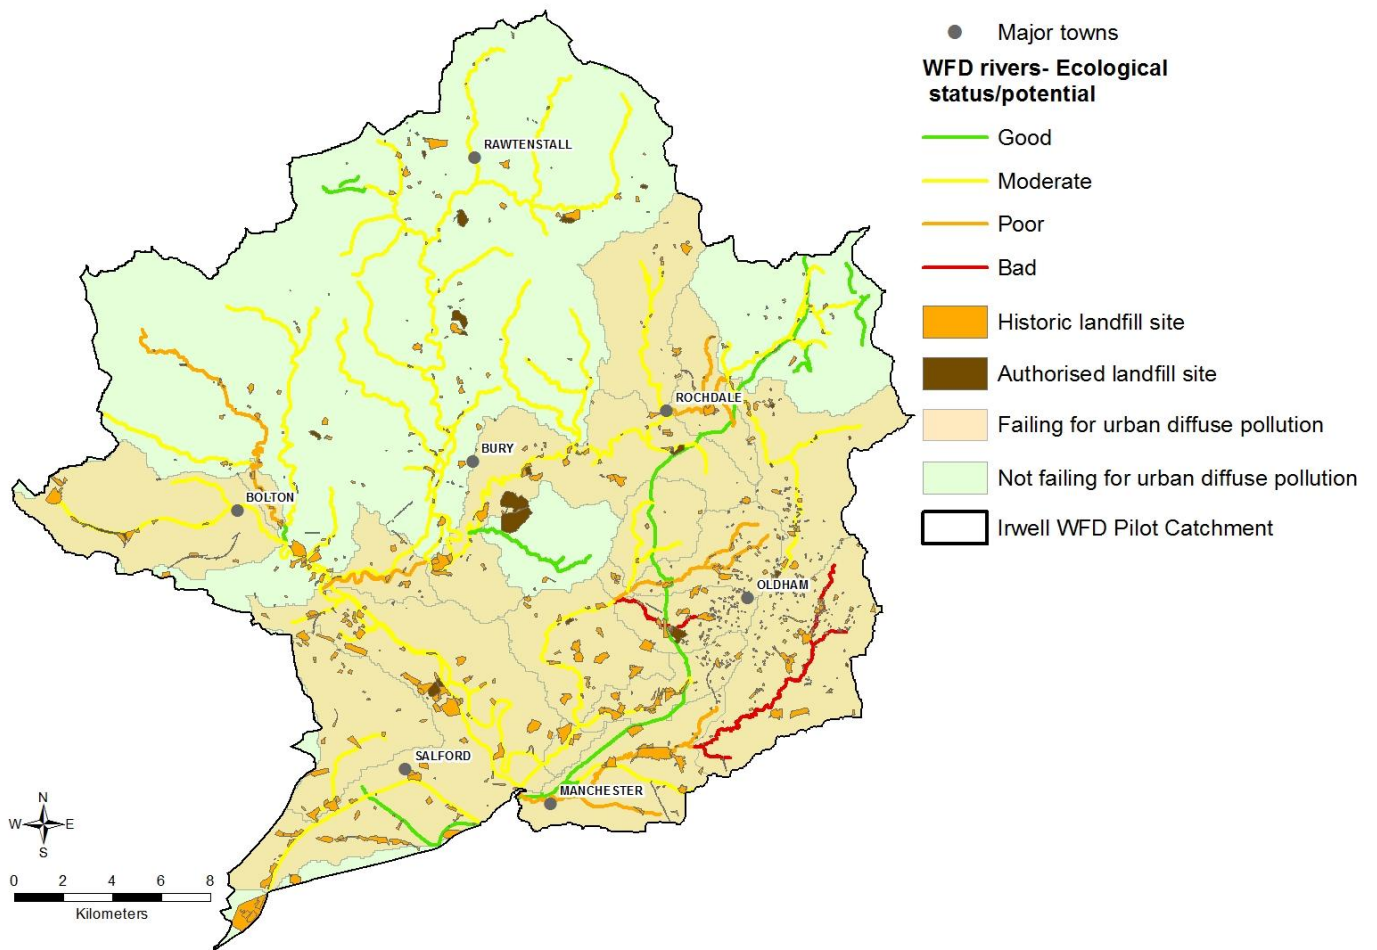 Major towns
WFD rivers- Ecological
status/potential
Good
Moderate
Poor
Bad
Historic landfill site
Authorised landfill site
Failing for urban diffuse pollution
Not failing for urban diffuse pollution
Irwell WFD Pilot Catchment
RAWTENSTALL
ROCHDALE
BURY
BOLTON
OLDHAM
SALFORD
MANCHESTER
N
W E
S
0 2 4 6 8
Kilometers